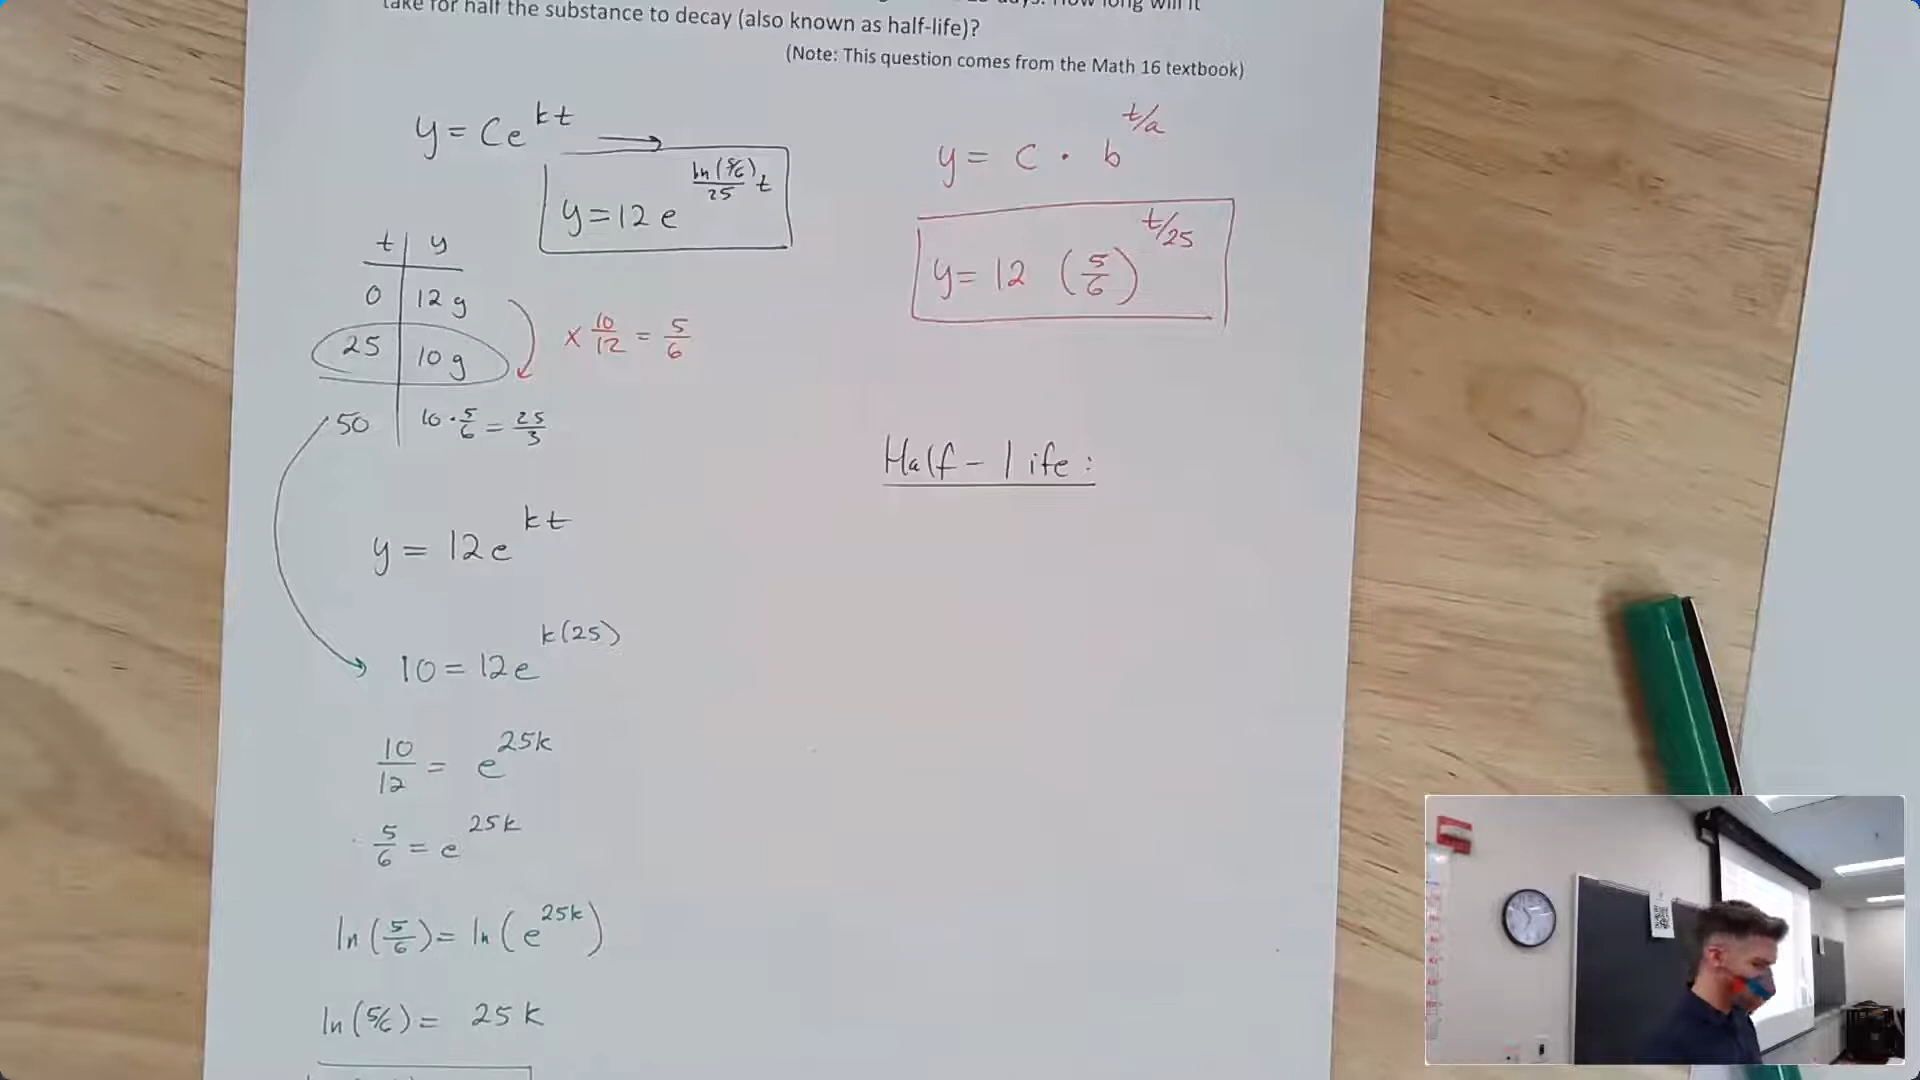 take for half the substance to decay (also known as half-life)?
(Note: This question comes from the Math 16 textbook)
y = Ce^{kt} →
y = 12 e^{\frac{ln(5/6)}{25} t}
t | y
0 | 12 g
25 | 10 g
50 | 10 · 5/6 = 25/3
× 10/12 = 5/6
y = 12e^{kt}
10 = 12e^{k(25)}
10/12 = e^{25k}
5/6 = e^{25k}
ln(5/6) = ln(e^{25k})
ln(5/6) = 25k
y = C · b^{t/a}
y = 12 (5/6)^{t/25}
Half-life: